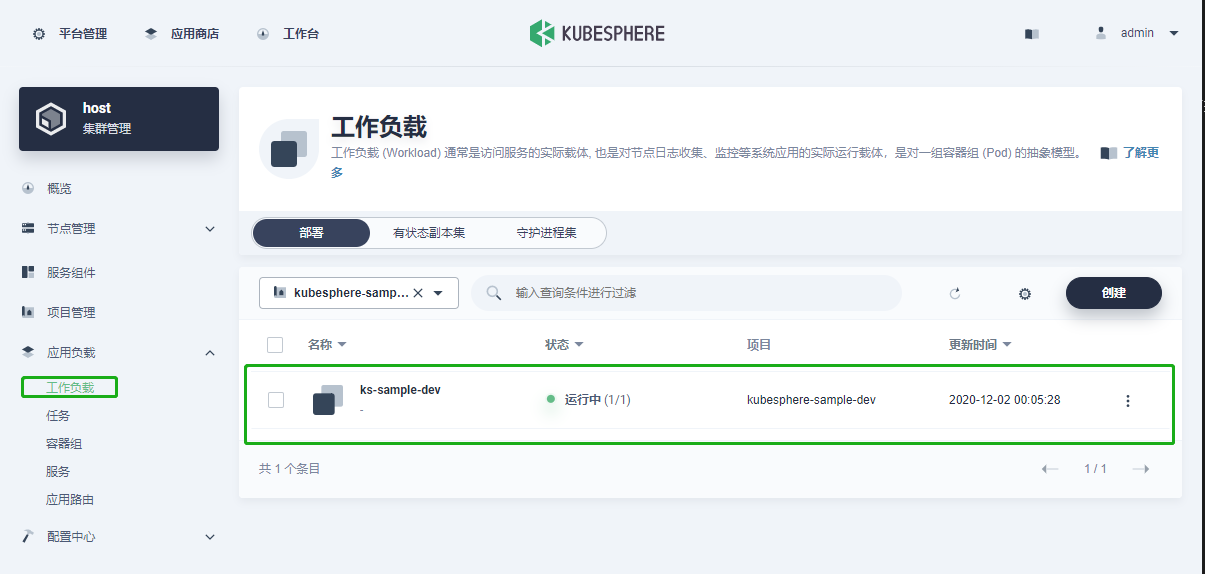 平台管理 应用商店 工作台 KUBESPHERE admin
host
集群管理
概览
节点管理
服务组件
项目管理
应用负载
工作负载
任务
容器组
服务
应用路由
配置中心
工作负载
工作负载 (Workload) 通常是访问服务的实际载体, 也是对节点日志收集、监控等系统应用的实际运行载体，是对一组容器组 (Pod) 的抽象模型。 了解更
多
部署 有状态副本集 守护进程集
kubesphere-samp... 输入查询条件进行过滤 创建
名称 状态 项目 更新时间
ks-sample-dev
-
运行中 (1/1) kubesphere-sample-dev 2020-12-02 00:05:28
共 1 个条目 1 / 1